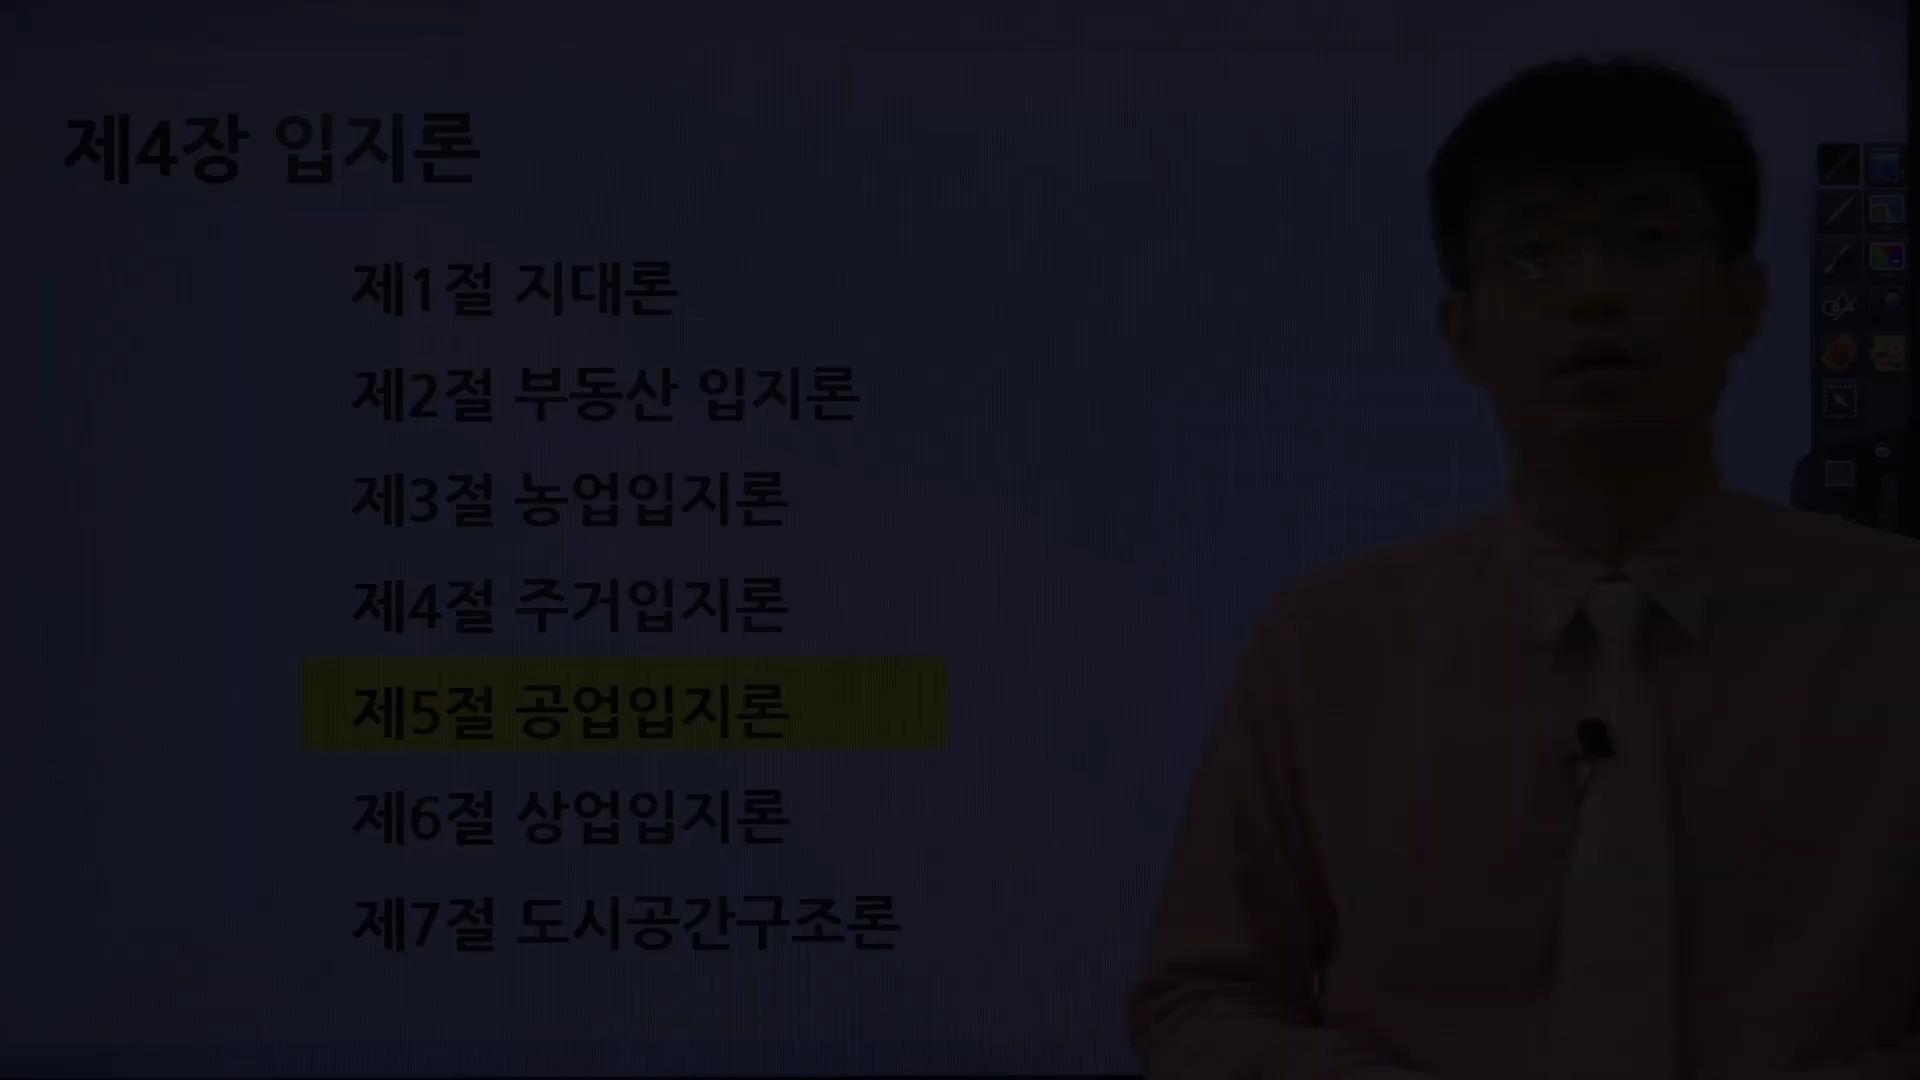 제4장 입지론
제1절 지대론
제2절 부동산 입지론
제3절 농업입지론
제4절 주거입지론
제5절 공업입지론
제6절 상업입지론
제7절 도시공간구조론